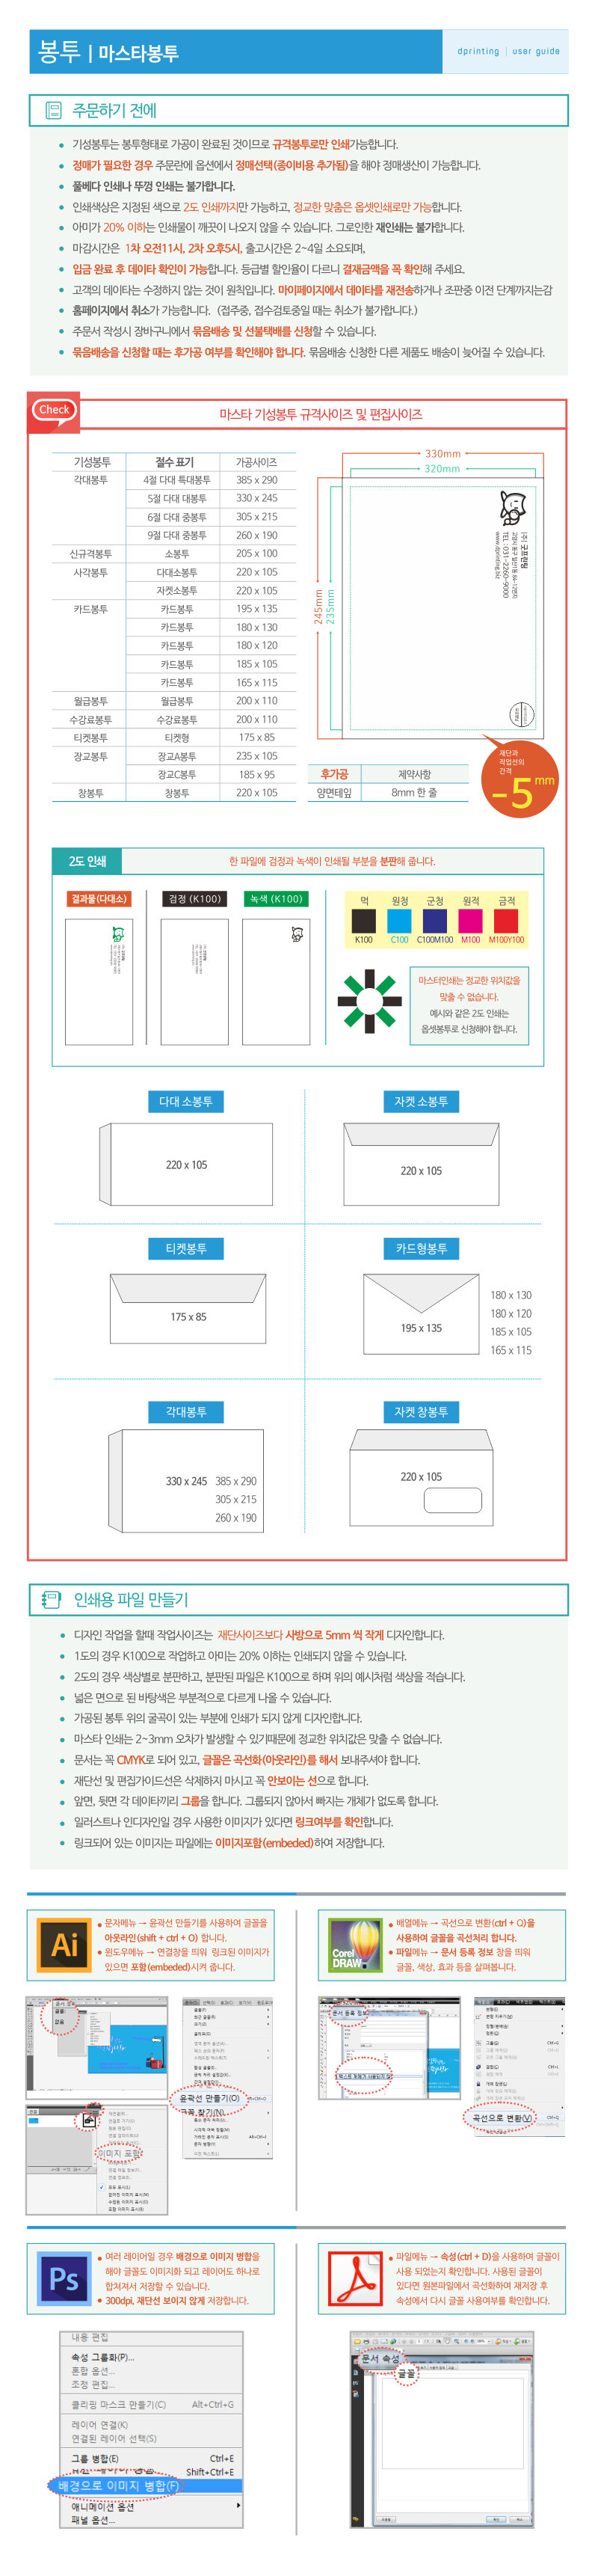 봉투 | 마스타봉투
dprinting | user guide
주문하기 전에
기성봉투는 봉투형태로 가공이 완료된 것이므로 규격봉투로만 인쇄가능합니다.
정매가 필요한 경우 주문란에 옵션에서 정매선택(종이비용 추가됨)을 해야 정매생산이 가능합니다.
풀베다 인쇄나 뚜껑 인쇄는 불가합니다.
인쇄색상은 지정된 색으로 2도 인쇄까지만 가능하고, 정교한 맞춤은 옵셋인쇄로만 가능합니다.
아미가 20% 이하는 인쇄물이 깨끗이 나오지 않을 수 있습니다. 그로인한 재인쇄는 불가합니다.
마감시간은 1차 오전11시, 2차 오후5시, 출고시간은 2~4일 소요되며,
입금 완료 후 데이타 확인이 가능합니다. 등급별 할인율이 다르니 결재금액을 꼭 확인해 주세요.
고객의 데이타는 수정하지 않는 것이 원칙입니다. 마이페이지에서 데이타를 재전송하거나 조판중 이전 단계까지는감
홈페이지에서 취소가 가능합니다. (접주중, 접수검토중일 때는 취소가 불가합니다.)
주문서 작성시 장바구니에서 묶음배송 및 선불택배를 신청할 수 있습니다.
묶음배송을 신청할 때는 후가공 여부를 확인해야 합니다. 묶음배송 신청한 다른 제품도 배송이 늦어질 수 있습니다.
Check
마스타 기성봉투 규격사이즈 및 편집사이즈
기성봉투 절수 표기 가공사이즈
각대봉투 4절 다대 특대봉투 385 x 290
5절 다대 대봉투 330 x 245
6절 다대 중봉투 305 x 215
9절 다대 중봉투 260 x 190
신규격봉투 소봉투 205 x 100
사각봉투 다대소봉투 220 x 105
자켓소봉투 220 x 105
카드봉투 카드봉투 195 x 135
카드봉투 180 x 130
카드봉투 180 x 120
카드봉투 185 x 105
카드봉투 165 x 115
월급봉투 월급봉투 200 x 110
수강료봉투 수강료봉투 200 x 110
티켓봉투 티켓형 175 x 85
장교봉투 장교A봉투 235 x 105
장교C봉투 185 x 95
창봉투 창봉투 220 x 105
330mm
320mm
245mm
235mm
TEL : 031-2260-9000
www.dprinting.biz
재단과
작업선의
간격
-5mm
후가공 제약사항
양면테잎 8mm 한 줄
2도 인쇄
한 파일에 검정과 녹색이 인쇄될 부분을 분판해 줍니다.
결과물(다대소) 검정 (K100) 녹색 (K100)
먹 원청 군청 원적 금적
K100 C100 C100M100 M100 M100Y100
마스터인쇄는 정교한 위치값을
맞출 수 없습니다.
예시와 같은 2도 인쇄는
옵셋봉투로 신청해야 합니다.
다대 소봉투
220 x 105
자켓 소봉투
220 x 105
티켓봉투
175 x 85
카드형봉투
195 x 135
180 x 130
180 x 120
185 x 105
165 x 115
각대봉투
330 x 245 385 x 290
305 x 215
260 x 190
자켓 창봉투
220 x 105
인쇄용 파일 만들기
디자인 작업을 할때 작업사이즈는 재단사이즈보다 사방으로 5mm 씩 작게 디자인합니다.
1도의 경우 K100으로 작업하고 아미는 20% 이하는 인쇄되지 않을 수 있습니다.
2도의 경우 색상별로 분판하고, 분판된 파일은 K100으로 하며 위의 예시처럼 색상을 적습니다.
넓은 면으로 된 바탕색은 부분적으로 다르게 나올 수 있습니다.
가공된 봉투 위의 굴곡이 있는 부분에 인쇄가 되지 않게 디자인합니다.
마스타 인쇄는 2~3mm 오차가 발생할 수 있기때문에 정교한 위치값은 맞출 수 없습니다.
문서는 꼭 CMYK로 되어 있고, 글꼴은 곡선화(아웃라인)를 해서 보내주셔야 합니다.
재단선 및 편집가이드선은 삭제하지 마시고 꼭 안보이는 선으로 합니다.
앞면, 뒷면 각 데이타끼리 그룹을 합니다. 그룹되지 않아서 빠지는 개체가 없도록 합니다.
일러스트나 인디자인일 경우 사용한 이미지가 있다면 링크여부를 확인합니다.
링크되어 있는 이미지는 파일에는 이미지포함(embeded)하여 저장합니다.
Ai
문자메뉴 → 윤곽선 만들기를 사용하여 글꼴을
아웃라인(shift + ctrl + O) 합니다.
윈도우메뉴 → 연결창을 띄워 링크된 이미지가
있으면 포함(embeded)시켜 줍니다.
Corel
DRAW
배열메뉴 → 곡선으로 변환(ctrl + Q)을
사용하여 글꼴을 곡선처리 합니다.
파일메뉴 → 문서 등록 정보 창을 띄워
글꼴, 색상, 효과 등을 살펴봅니다.
윤곽선 만들기(O)
이미지 포함
문서 등록 정보
곡선으로 변환(V)
Ps
여러 레이어일 경우 배경으로 이미지 병합을
해야 글꼴도 이미지화 되고 레이어도 하나로
합쳐져서 저장할 수 있습니다.
300dpi, 재단선 보이지 않게 저장합니다.
파일메뉴 → 속성(ctrl + D)을 사용하여 글꼴이
사용 되었는지 확인합니다. 사용된 글꼴이
있다면 원본파일에서 곡선화하여 재저장 후
속성에서 다시 글꼴 사용여부를 확인합니다.
내용 편집
속성 그룹화(P)...
혼합 옵션...
조정 편집...
클리핑 마스크 만들기(C) Alt+Ctrl+G
레이어 연결(K)
연결된 레이어 선택(S)
그룹 병합(E) Ctrl+E
Shift+Ctrl+E
배경으로 이미지 병합(F)
애니메이션 옵션
패널 옵션...
문서 속성
글꼴